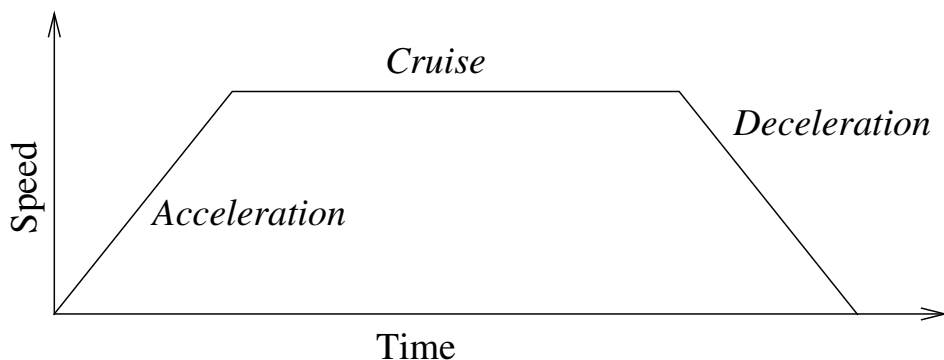 Cruise
Deceleration
Speed
Acceleration
Time